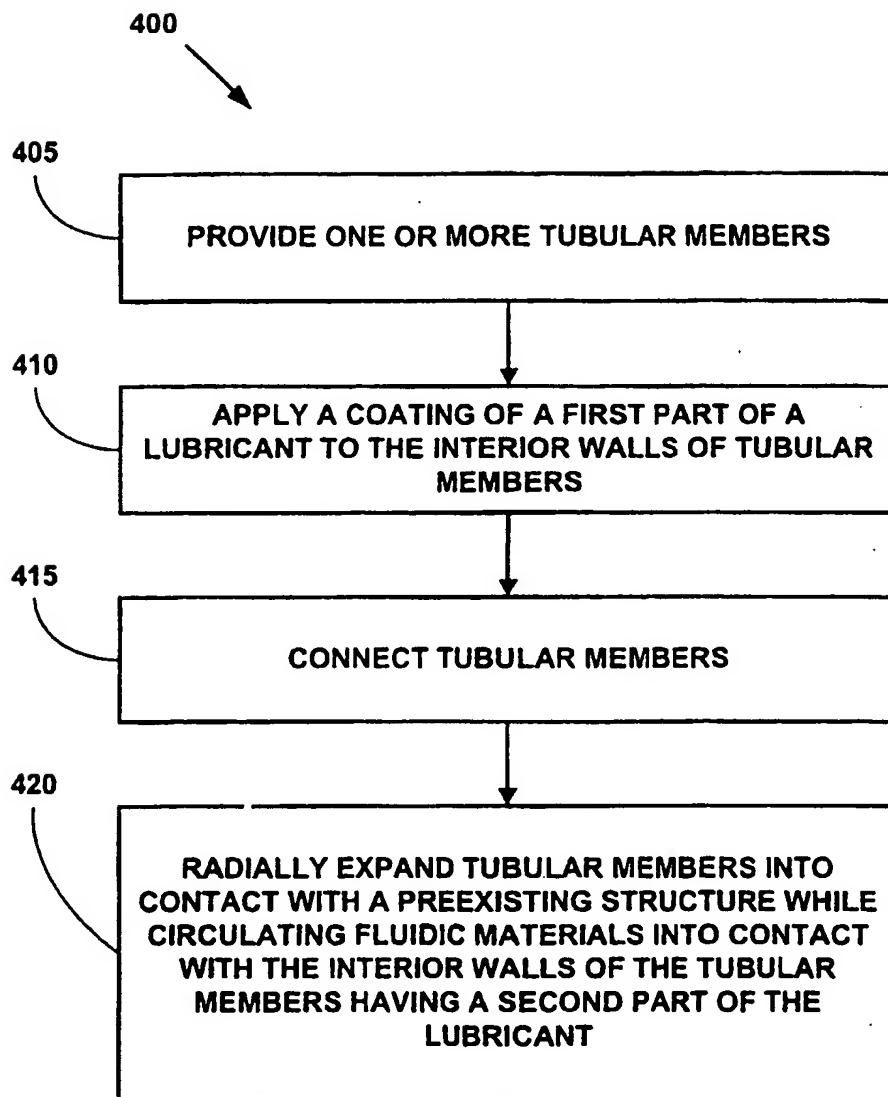 400
405
PROVIDE ONE OR MORE TUBULAR MEMBERS
410
APPLY A COATING OF A FIRST PART OF A
LUBRICANT TO THE INTERIOR WALLS OF TUBULAR
MEMBERS
415
CONNECT TUBULAR MEMBERS
420
RADIALLY EXPAND TUBULAR MEMBERS INTO
CONTACT WITH A PREEXISTING STRUCTURE WHILE
CIRCULATING FLUIDIC MATERIALS INTO CONTACT
WITH THE INTERIOR WALLS OF THE TUBULAR
MEMBERS HAVING A SECOND PART OF THE
LUBRICANT